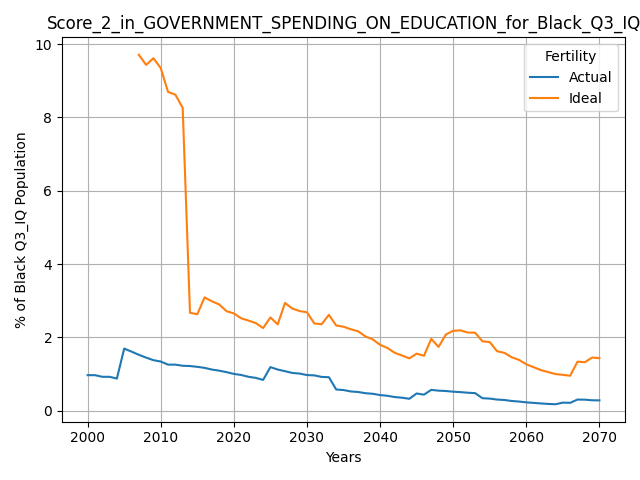 Score_2_in_GOVERNMENT_SPENDING_ON_EDUCATION_for_Black_Q3_IQ
Fertility
Actual
Ideal
% of Black Q3_IQ Population
10
8
6
4
2
0
2000 2010 2020 2030 2040 2050 2060 2070
Years